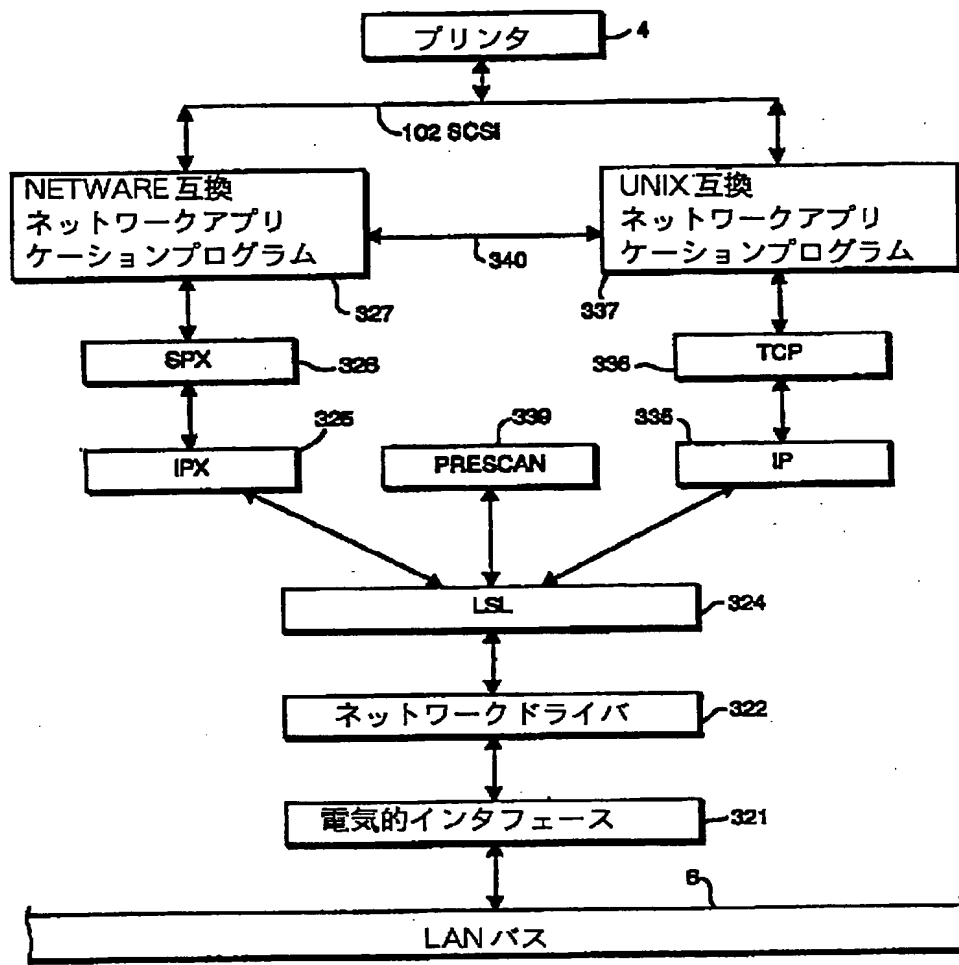 プリンタ
4
102 SCSI
NETWARE 互換
ネットワークアプリ
ケーションプログラム
UNIX 互換
ネットワークアプリ
ケーションプログラム
340
327
337
SPX
326
336
TCP
325
339
335
IPX
PRESCAN
IP
LSL
324
ネットワークドライバ
322
電気的インタフェース
321
6
LAN バス